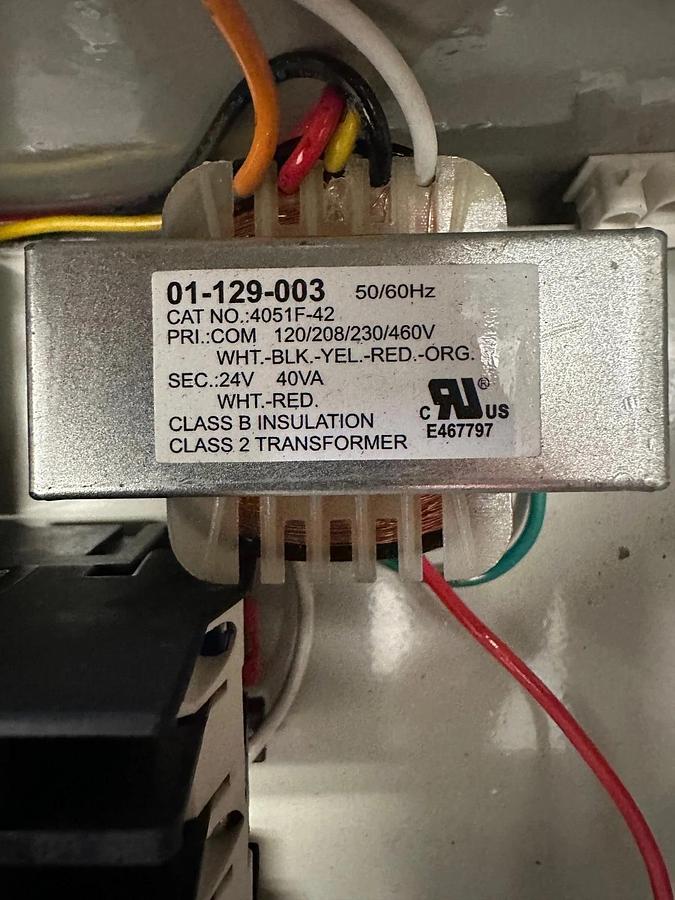 01-129-003 50/60Hz
CAT NO.:4051F-42
PRI.:COM 120/208/230/460V
WHT.-BLK.-YEL.-RED.-ORG.
SEC.:24V 40VA
WHT.-RED.
CLASS B INSULATION
CLASS 2 TRANSFORMER
C RU ® US
E467797